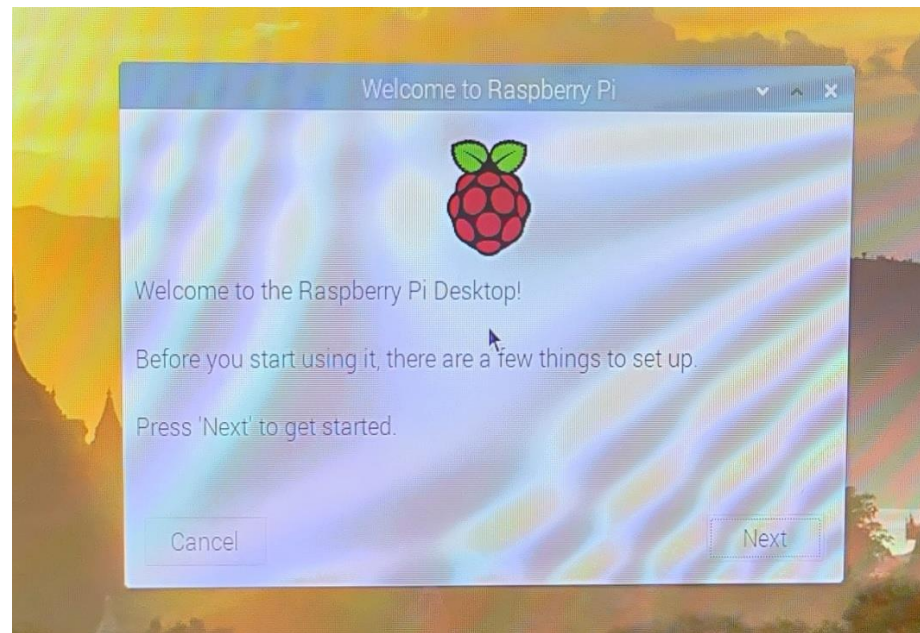 Welcome to Raspberry Pi
Welcome to the Raspberry Pi Desktop!
Before you start using it, there are a few things to set up.
Press 'Next' to get started.
Cancel
Next